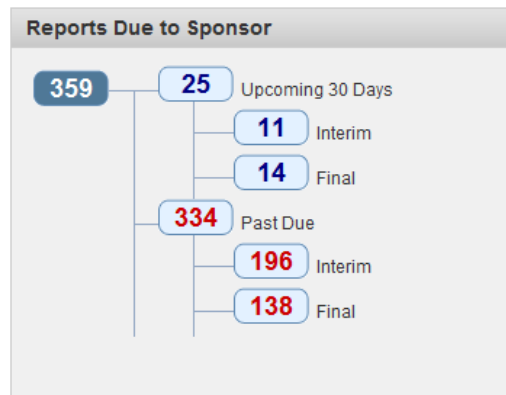 Reports Due to Sponsor
359
25 Upcoming 30 Days
11 Interim
14 Final
334 Past Due
196 Interim
138 Final